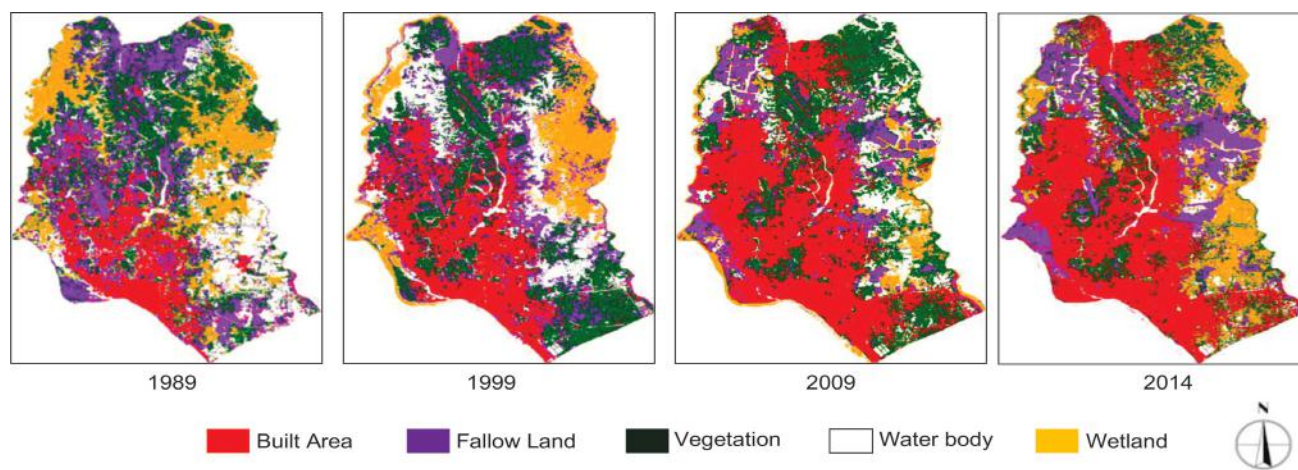 1989 1999 2009 2014
Built Area Fallow Land Vegetation Water body Wetland
N